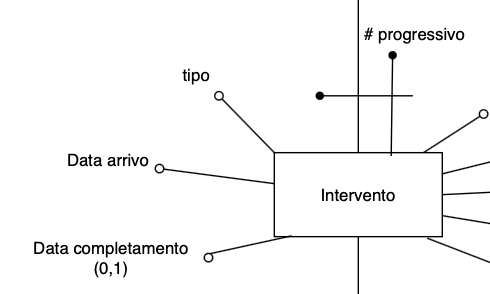 # progressivo
tipo
Data arrivo
Intervento
Data completamento
(0,1)